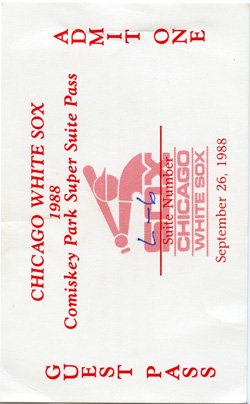 GUEST PASS
CHICAGO WHITE SOX
1988
Comiskey Park Super Suite Pass
SOX
Suite Number
CHICAGO
WHITE SOX
September 26, 1988
ADMIT ONE